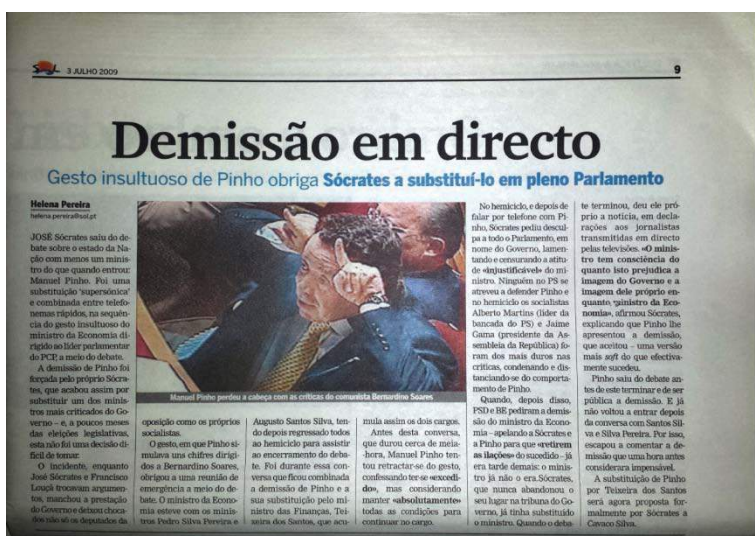 Sol 3 JULHO 2009
9
Demissão em directo
Gesto insultuoso de Pinho obriga Sócrates a substituí-lo em pleno Parlamento
Helena Pereira
helena.pereira@sol.pt
JOSÉ Sócrates saiu do de-
bate sobre o estado da Na-
ção com menos um minis-
tro do que quando entrou:
Manuel Pinho. Foi uma
substituição 'supersónica'
e combinada entre telefo-
nemas rápidos, na sequên-
cia do gesto insultuoso do
ministro da Economia di-
rigido ao líder parlamentar
do PCP, a meio do debate.
A demissão de Pinho foi
forçada pelo próprio Sócra-
tes, que acabou assim por
substituir um dos minis-
tros mais criticados do Go-
verno – e, a poucos meses
das eleições legislativas,
esta não foi uma decisão di-
fícil de tomar.
O incidente, enquanto
José Sócrates e Francisco
Louçã trocavam argumen-
tos, manchou a prestação
do Governo e deixou choca-
dos não só os deputados da
Manuel Pinho perdeu a cabeça com as críticas do comunista Bernardino Soares
oposição como os próprios
socialistas.
O gesto, em que Pinho si-
mulava uns chifres dirigi-
dos a Bernardino Soares,
obrigou a uma reunião de
emergência a meio do de-
bate. O ministro da Econo-
mia esteve com os minis-
tros Pedro Silva Pereira e
Augusto Santos Silva, ten-
do depois regressado todos
ao hemiciclo para assistir
ao encerramento do deba-
te. Foi durante essa con-
versa que ficou combinada
a demissão de Pinho e a
sua substituição pelo mi-
nistro das Finanças, Tei-
xeira dos Santos, que acu-
mula assim os dois cargos.
Antes desta conversa,
que durou cerca de meia-
-hora, Manuel Pinho ten-
tou retractar-se do gesto,
confessando ter-se «excedi-
do», mas considerando
manter «absolutamente»
todas as condições para
continuar no cargo.
No hemiciclo, e depois de
falar por telefone com Pi-
nho, Sócrates pediu descul-
pa a todo o Parlamento, em
nome do Governo, lamen-
tando e censurando a atitu-
de «injustificável» do mi-
nistro. Ninguém no PS se
atreveu a defender Pinho e
no hemiciclo os socialistas
Alberto Martins (líder da
bancada do PS) e Jaime
Gama (presidente da As-
sembleia da República) fo-
ram dos mais duros nas
críticas, condenando e dis-
tanciando-se do comporta-
mento de Pinho.
Quando, depois disso,
PSD e BE pediram a demis-
são do ministro da Econo-
mia – apelando a Sócrates e
a Pinho para que «retirem
as ilações» do sucedido – já
era tarde demais: o minis-
tro já não o era.Sócrates,
que nunca abandonou o
seu lugar na tribuna do Go-
verno, já tinha substituído
o ministro. Quando o deba-
te terminou, deu ele pró-
prio a notícia, em decla-
rações aos jornalistas
transmitidas em directo
pelas televisões. «O minis-
tro tem consciência do
quanto isto prejudica a
imagem do Governo e a
imagem dele próprio en-
quanto ministro da Eco-
nomia», afirmou Sócrates,
explicando que Pinho lhe
apresentou a demissão,
que aceitou – uma versão
mais soft do que efectiva-
mente sucedeu.
Pinho saiu do debate an-
tes de este terminar e de ser
pública a demissão. E já
não voltou a entrar depois
da conversa com Santos Sil-
va e Silva Pereira. Por isso,
escapou a comentar a de-
missão que uma hora antes
considerara impensável.
A substituição de Pinho
por Teixeira dos Santos
será agora proposta for-
malmente por Sócrates a
Cavaco Silva.